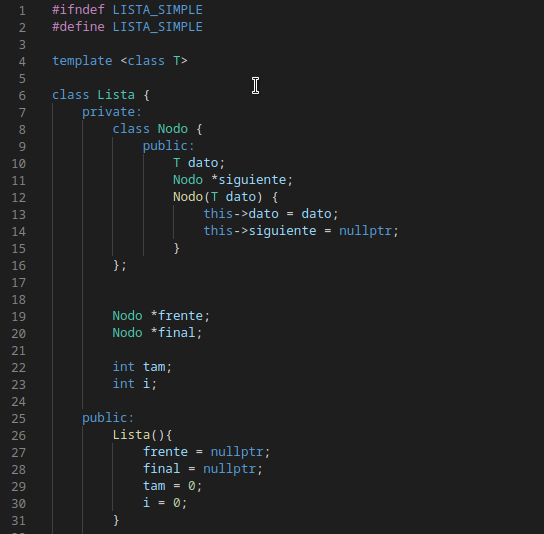 1 #ifndef LISTA_SIMPLE
2 #define LISTA_SIMPLE
3
4 template <class T>
5
6 class Lista {
7     private:
8         class Nodo {
9             public:
10                 T dato;
11                 Nodo *siguiente;
12                 Nodo(T dato) {
13                     this->dato = dato;
14                     this->siguiente = nullptr;
15                 }
16         };
17
18
19         Nodo *frente;
20         Nodo *final;
21
22         int tam;
23         int i;
24
25     public:
26         Lista(){
27             frente = nullptr;
28             final = nullptr;
29             tam = 0;
30             i = 0;
31         }